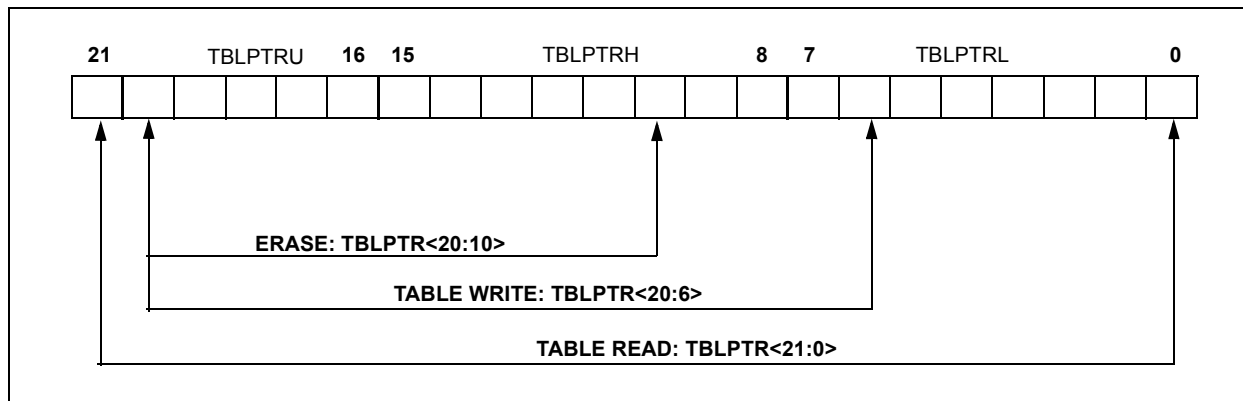 21 TBLPTRU 16 15 TBLPTRH 8 7 TBLPTRL 0
ERASE: TBLPTR<20:10>
TABLE WRITE: TBLPTR<20:6>
TABLE READ: TBLPTR<21:0>